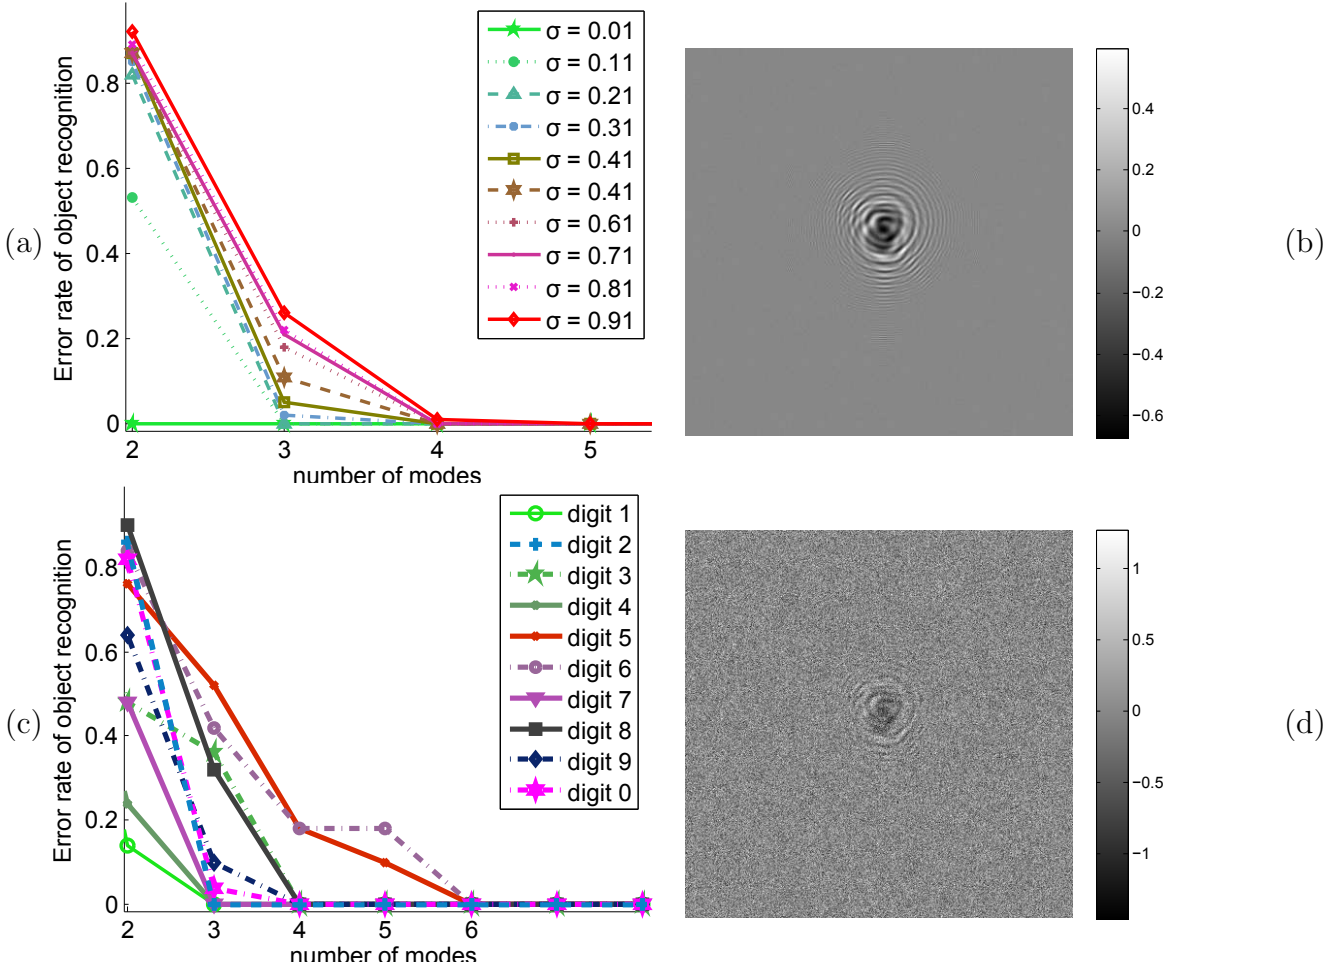 (a)
Error rate of object recognition
0.8
0.6
0.4
0.2
0
2 3 4 5
number of modes
σ = 0.01
σ = 0.11
σ = 0.21
σ = 0.31
σ = 0.41
σ = 0.41
σ = 0.61
σ = 0.71
σ = 0.81
σ = 0.91
0.4
0.2
0
−0.2
−0.4
−0.6
(b)
(c)
Error rate of object recognition
0.8
0.6
0.4
0.2
0
2 3 4 5 6
number of modes
digit 1
digit 2
digit 3
digit 4
digit 5
digit 6
digit 7
digit 8
digit 9
digit 0
1
0.5
0
−0.5
−1
(d)